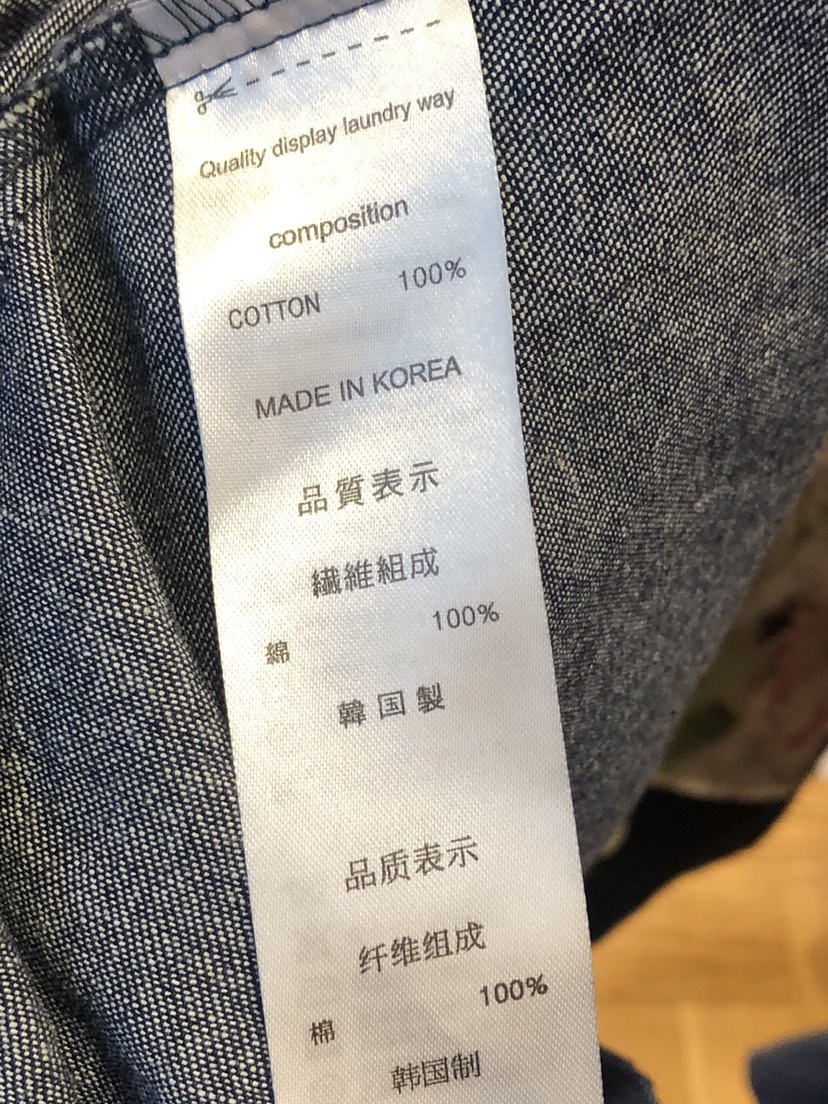 Quality display laundry way
composition
COTTON 100%
MADE IN KOREA
品質表示
繊維組成
綿 100%
韓国製
品质表示
纤维组成
棉 100%
韩国制